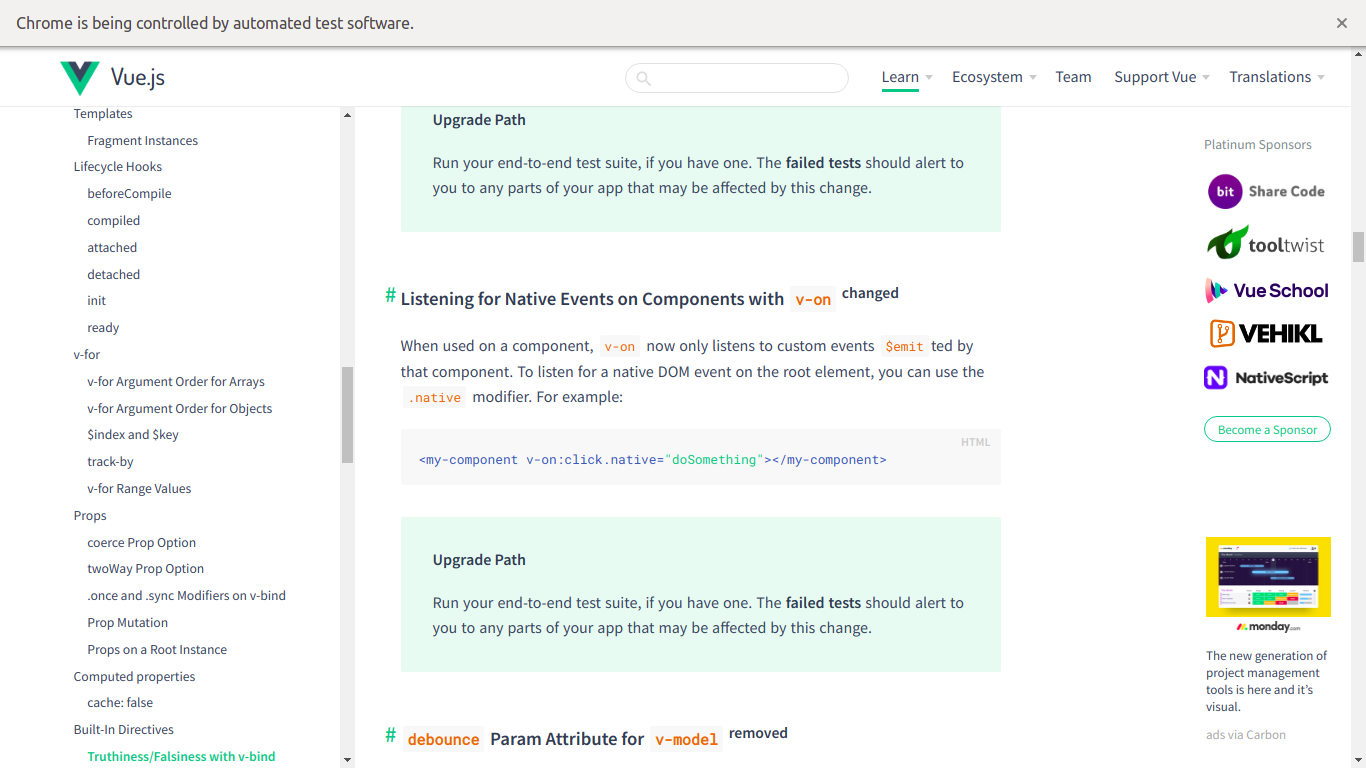 Chrome is being controlled by automated test software.
Vue.js
Learn
Ecosystem
Team
Support Vue
Translations
Templates
Fragment Instances
Lifecycle Hooks
beforeCompile
compiled
attached
detached
init
ready
v-for
v-for Argument Order for Arrays
v-for Argument Order for Objects
$index and $key
track-by
v-for Range Values
Props
coerce Prop Option
twoWay Prop Option
.once and .sync Modifiers on v-bind
Prop Mutation
Props on a Root Instance
Computed properties
cache: false
Built-In Directives
Truthiness/Falsiness with v-bind
Upgrade Path
Run your end-to-end test suite, if you have one. The failed tests should alert to
you to any parts of your app that may be affected by this change.
# Listening for Native Events on Components with v-on changed
When used on a component, v-on now only listens to custom events $emitted by
that component. To listen for a native DOM event on the root element, you can use the
.native modifier. For example:
HTML
<my-component v-on:click.native="doSomething"></my-component>
Upgrade Path
Run your end-to-end test suite, if you have one. The failed tests should alert to
you to any parts of your app that may be affected by this change.
# debounce Param Attribute for v-model removed
Platinum Sponsors
bit Share Code
tooltwist
Vue School
VEHIKL
NativeScript
Become a Sponsor
monday.com
The new generation of
project management
tools is here and it's
visual.
ads via Carbon